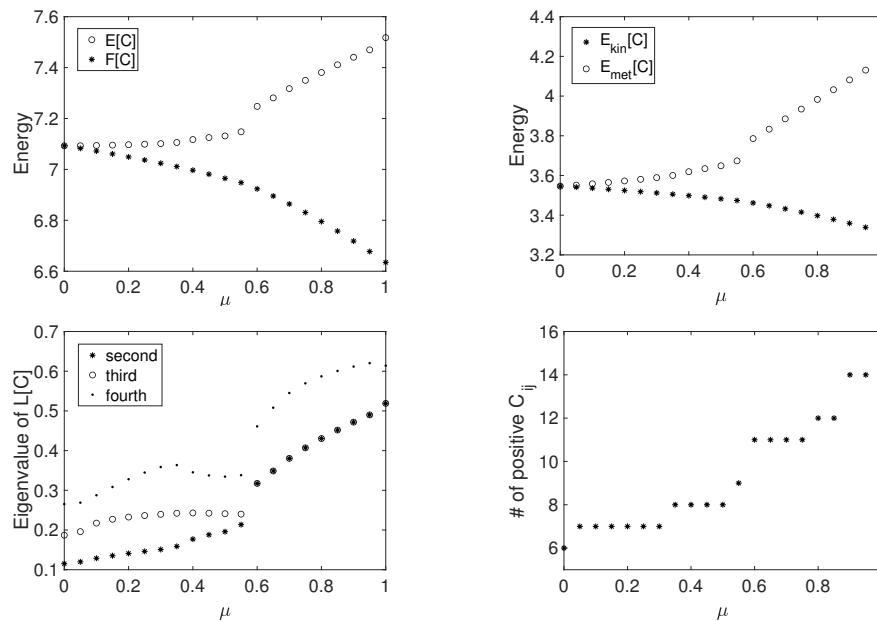 7.6
7.4
7.2
7
6.8
6.6
Energy
E[C]
F[C]
0 0.2 0.4 0.6 0.8 1
μ
4.4
4.2
4
3.8
3.6
3.4
3.2
Energy
E_kin[C]
E_met[C]
0 0.2 0.4 0.6 0.8
μ
0.7
0.6
0.5
0.4
0.3
0.2
0.1
Eigenvalue of L[C]
second
third
fourth
0 0.2 0.4 0.6 0.8 1
μ
16
14
12
10
8
6
# of positive C_ij
0 0.2 0.4 0.6 0.8
μ